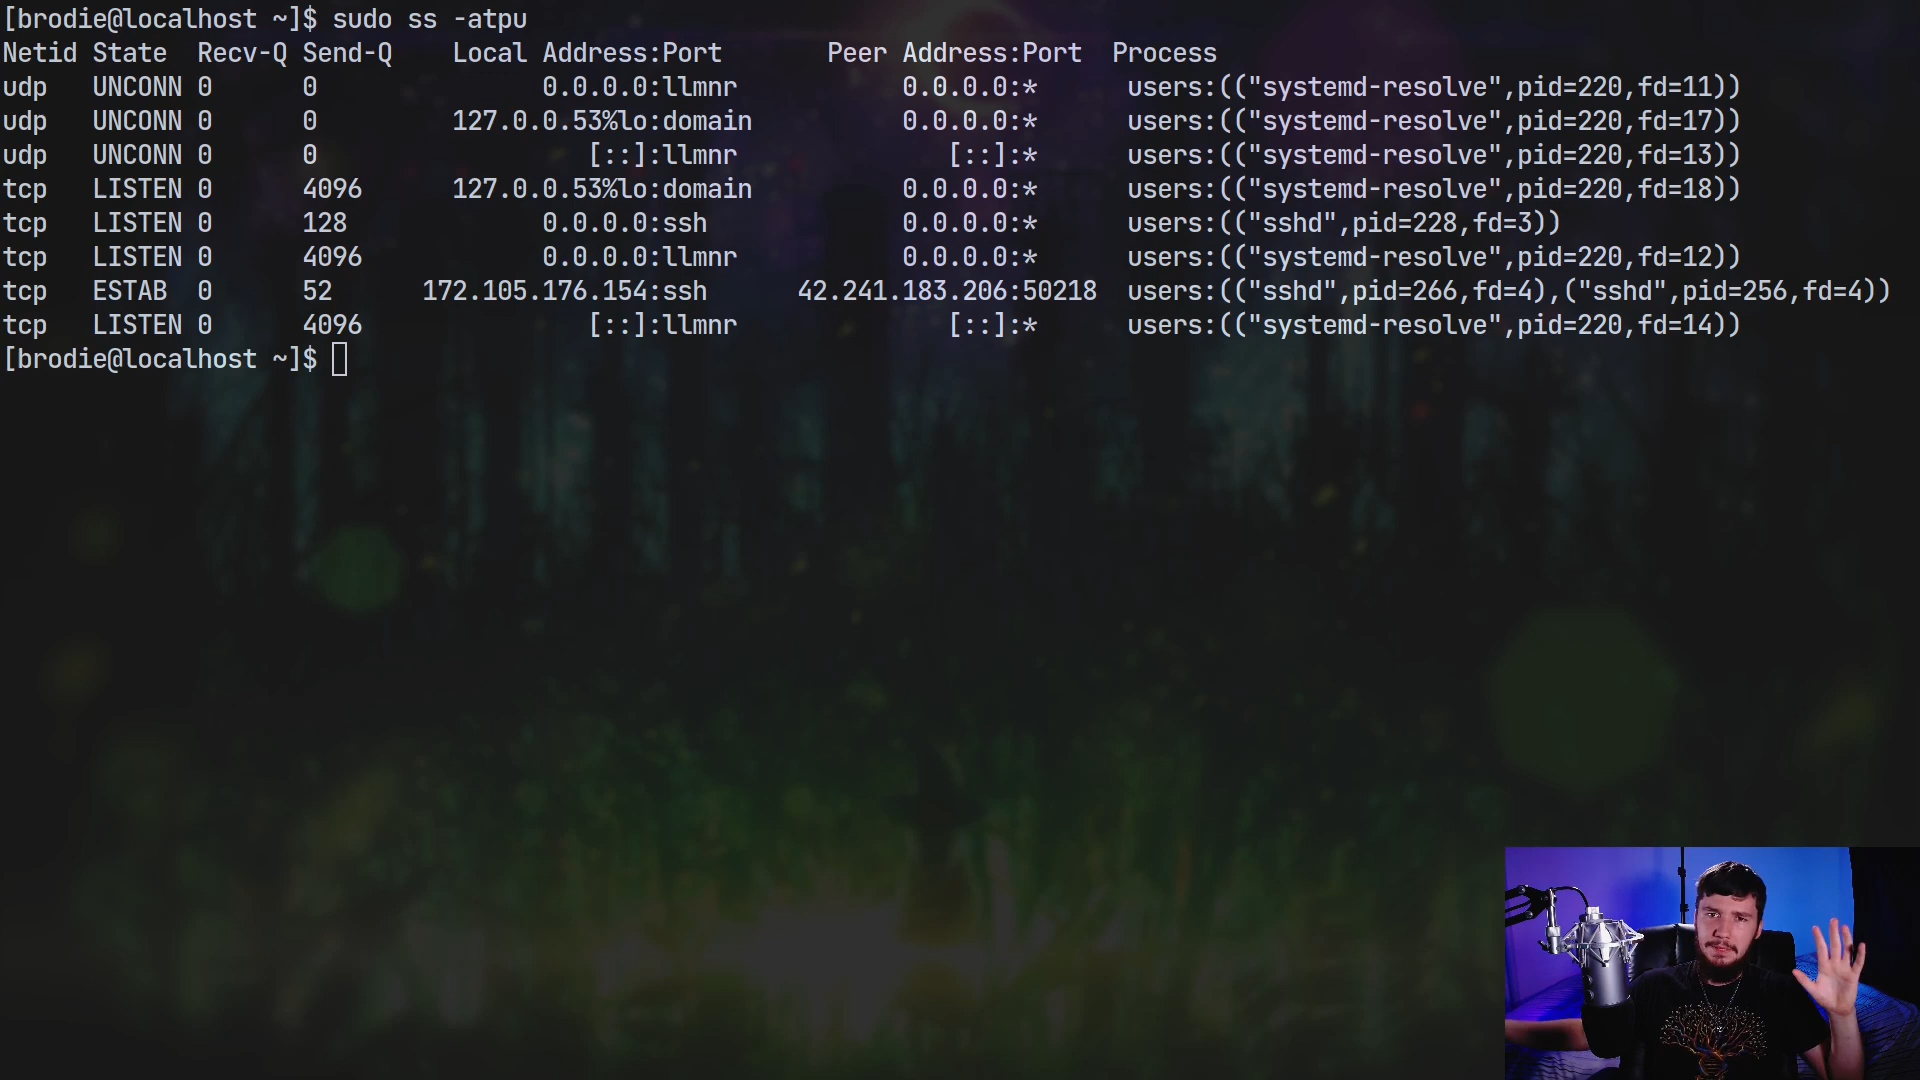 [brodie@localhost ~]$ sudo ss -atpu
Netid State  Recv-Q Send-Q    Local Address:Port       Peer Address:Port  Process
udp   UNCONN 0      0               0.0.0.0:llmnr           0.0.0.0:*      users:(("systemd-resolve",pid=220,fd=11))
udp   UNCONN 0      0         127.0.0.53%lo:domain          0.0.0.0:*      users:(("systemd-resolve",pid=220,fd=17))
udp   UNCONN 0      0                  [::]:llmnr              [::]:*      users:(("systemd-resolve",pid=220,fd=13))
tcp   LISTEN 0      4096      127.0.0.53%lo:domain          0.0.0.0:*      users:(("systemd-resolve",pid=220,fd=18))
tcp   LISTEN 0      128             0.0.0.0:ssh             0.0.0.0:*      users:(("sshd",pid=228,fd=3))
tcp   LISTEN 0      4096            0.0.0.0:llmnr           0.0.0.0:*      users:(("systemd-resolve",pid=220,fd=12))
tcp   ESTAB  0      52      172.105.176.154:ssh      42.241.183.206:50218  users:(("sshd",pid=266,fd=4),("sshd",pid=256,fd=4))
tcp   LISTEN 0      4096               [::]:llmnr              [::]:*      users:(("systemd-resolve",pid=220,fd=14))
[brodie@localhost ~]$